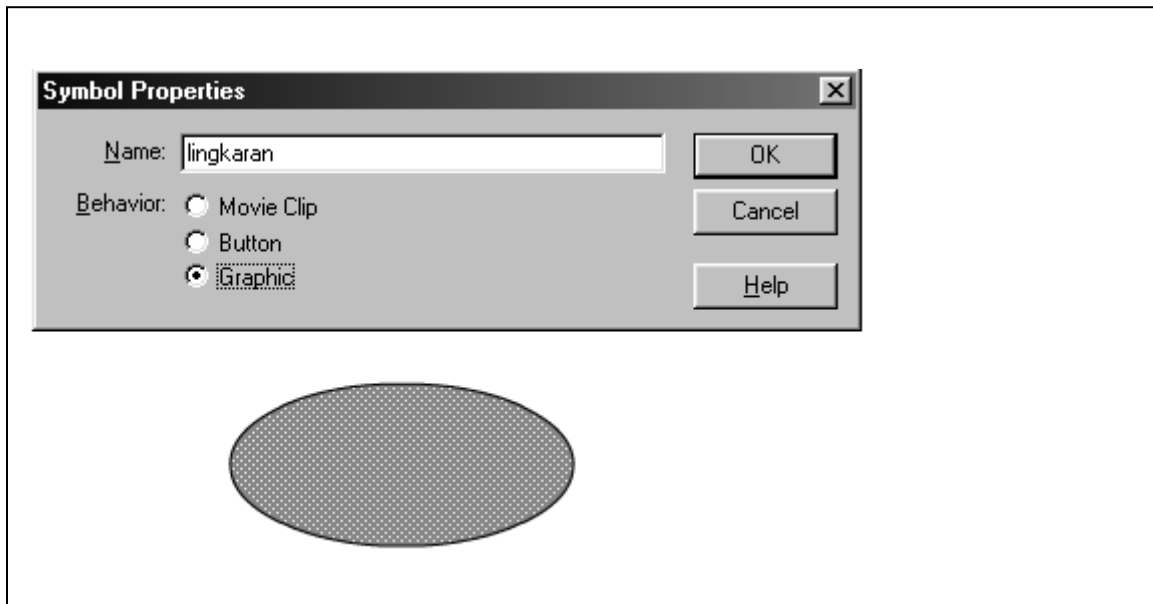 Symbol Properties
Name: lingkaran
OK
Behavior: Movie Clip
Cancel
Button
Graphic
Help